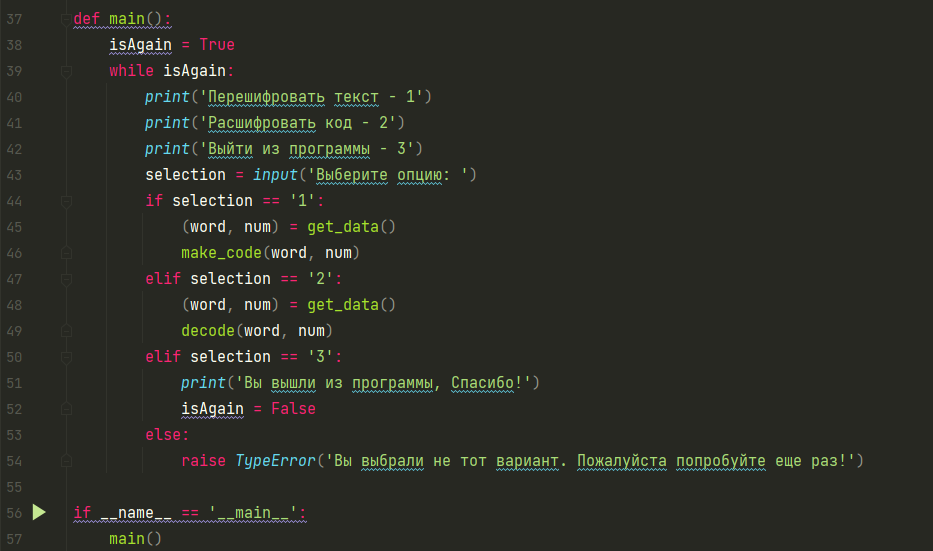 37 def main():
38     isAgain = True
39     while isAgain:
40         print('Перешифровать текст - 1')
41         print('Расшифровать код - 2')
42         print('Выйти из программы - 3')
43         selection = input('Выберите опцию: ')
44         if selection == '1':
45             (word, num) = get_data()
46             make_code(word, num)
47         elif selection == '2':
48             (word, num) = get_data()
49             decode(word, num)
50         elif selection == '3':
51             print('Вы вышли из программы, Спасибо!')
52             isAgain = False
53         else:
54             raise TypeError('Вы выбрали не тот вариант. Пожалуйста попробуйте еще раз!')
55
56 if __name__ == '__main__':
57     main()